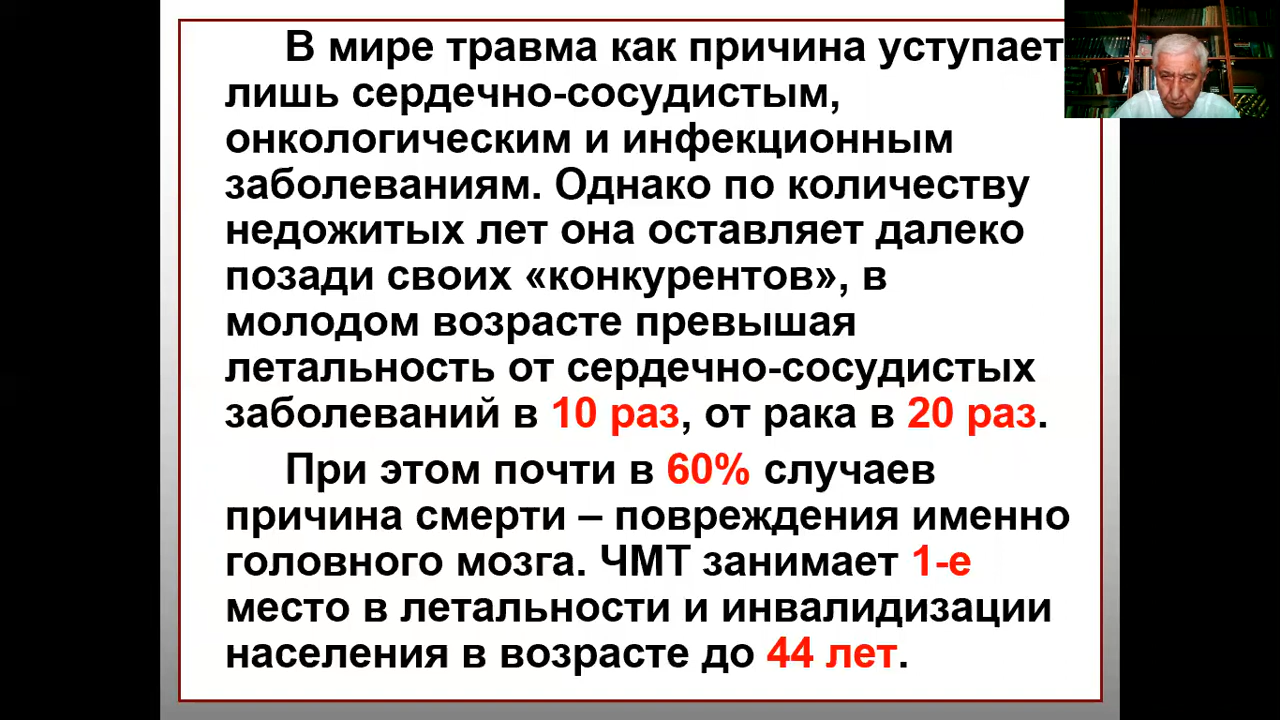 В мире травма как причина уступает
лишь сердечно-сосудистым,
онкологическим и инфекционным
заболеваниям. Однако по количеству
недожитых лет она оставляет далеко
позади своих «конкурентов», в
молодом возрасте превышая
летальность от сердечно-сосудистых
заболеваний в 10 раз, от рака в 20 раз.
При этом почти в 60% случаев
причина смерти – повреждения именно
головного мозга. ЧМТ занимает 1-е
место в летальности и инвалидизации
населения в возрасте до 44 лет.